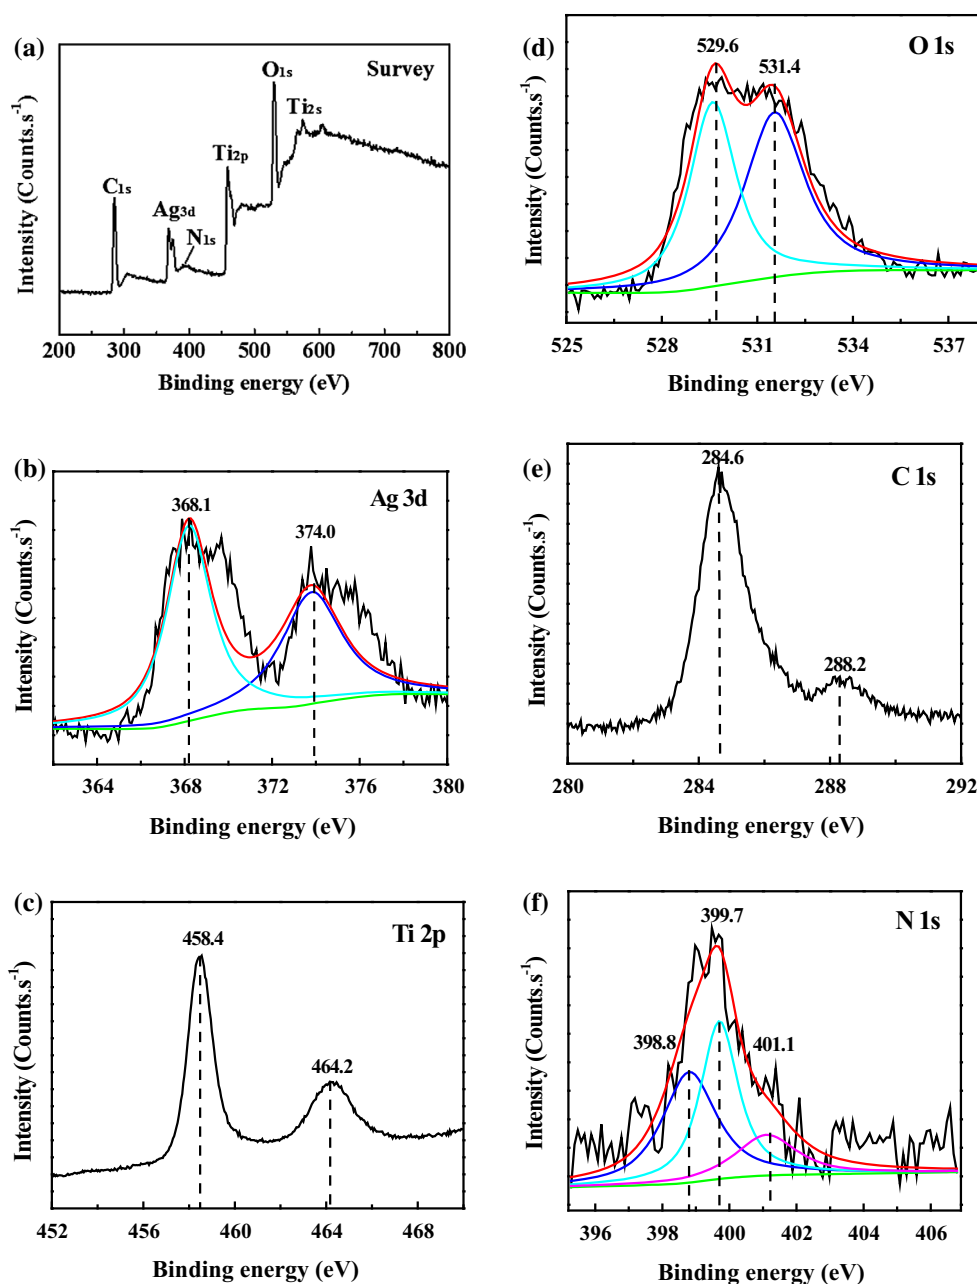 (a)
Survey
O1s
Ti2s
Ti2p
C1s
Ag3d
N1s
Intensity (Counts.s-1)
200 300 400 500 600 700 800
Binding energy (eV)
(d)
O 1s
529.6
531.4
Intensity (Counts.s-1)
525 528 531 534 537
Binding energy (eV)
(b)
Ag 3d
368.1
374.0
Intensity (Counts.s-1)
364 368 372 376 380
Binding energy (eV)
(e)
C 1s
284.6
288.2
Intensity (Counts.s-1)
280 284 288 292
Binding energy (eV)
(c)
Ti 2p
458.4
464.2
Intensity (Counts.s-1)
452 456 460 464 468
Binding energy (eV)
(f)
N 1s
399.7
398.8
401.1
Intensity (Counts.s-1)
396 398 400 402 404 406
Binding energy (eV)